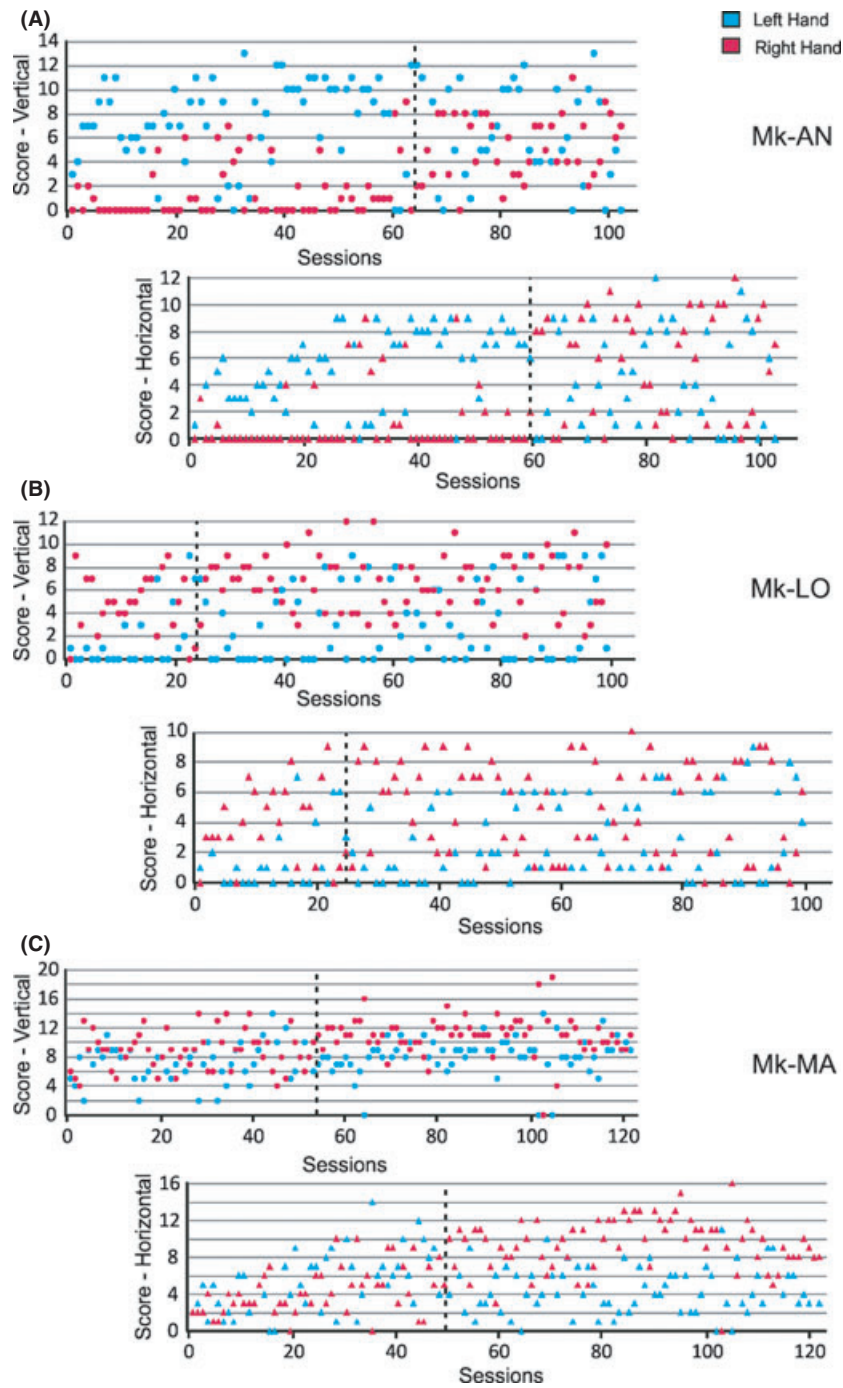 (A)
Left Hand
Right Hand
Score - Vertical
14
12
10
8
6
4
2
0
0 20 40 60 80 100
Sessions
Mk-AN
Score - Horizontal
12
10
8
6
4
2
0
0 20 40 60 80 100
Sessions
(B)
Score - Vertical
12
10
8
6
4
2
0
0 20 40 60 80 100
Sessions
Mk-LO
Score - Horizontal
10
8
6
4
2
0
0 20 40 60 80 100
Sessions
(C)
Score - Vertical
20
16
12
8
4
0
0 20 40 60 80 100 120
Sessions
Mk-MA
Score - Horizontal
16
12
8
4
0
0 20 40 60 80 100 120
Sessions